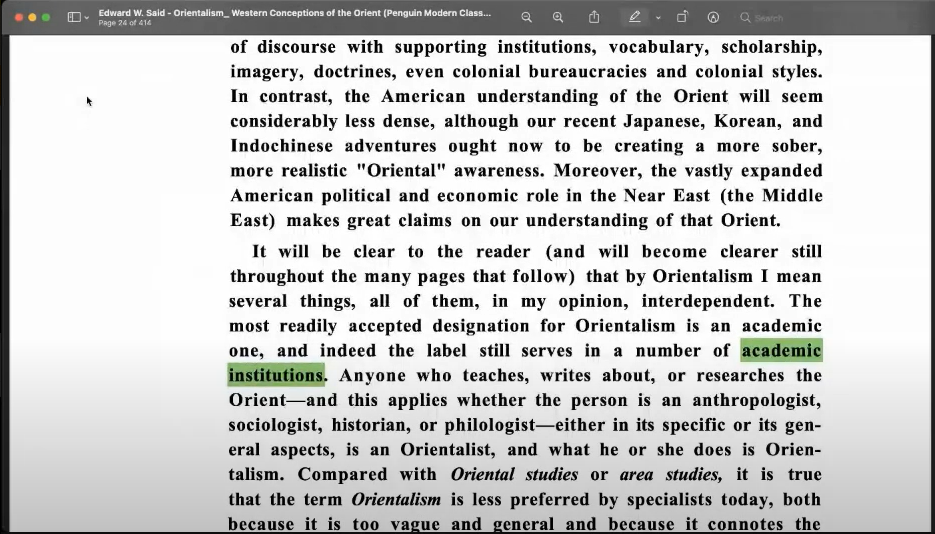 Edward W. Said - Orientalism_ Western Conceptions of the Orient (Penguin Modern Class...
Page 24 of 414
Search
of discourse with supporting institutions, vocabulary, scholarship,
imagery, doctrines, even colonial bureaucracies and colonial styles.
In contrast, the American understanding of the Orient will seem
considerably less dense, although our recent Japanese, Korean, and
Indochinese adventures ought now to be creating a more sober,
more realistic "Oriental" awareness. Moreover, the vastly expanded
American political and economic role in the Near East (the Middle
East) makes great claims on our understanding of that Orient.
It will be clear to the reader (and will become clearer still
throughout the many pages that follow) that by Orientalism I mean
several things, all of them, in my opinion, interdependent. The
most readily accepted designation for Orientalism is an academic
one, and indeed the label still serves in a number of academic
institutions. Anyone who teaches, writes about, or researches the
Orient—and this applies whether the person is an anthropologist,
sociologist, historian, or philologist—either in its specific or its gen-
eral aspects, is an Orientalist, and what he or she does is Orien-
talism. Compared with Oriental studies or area studies, it is true
that the term Orientalism is less preferred by specialists today, both
because it is too vague and general and because it connotes the